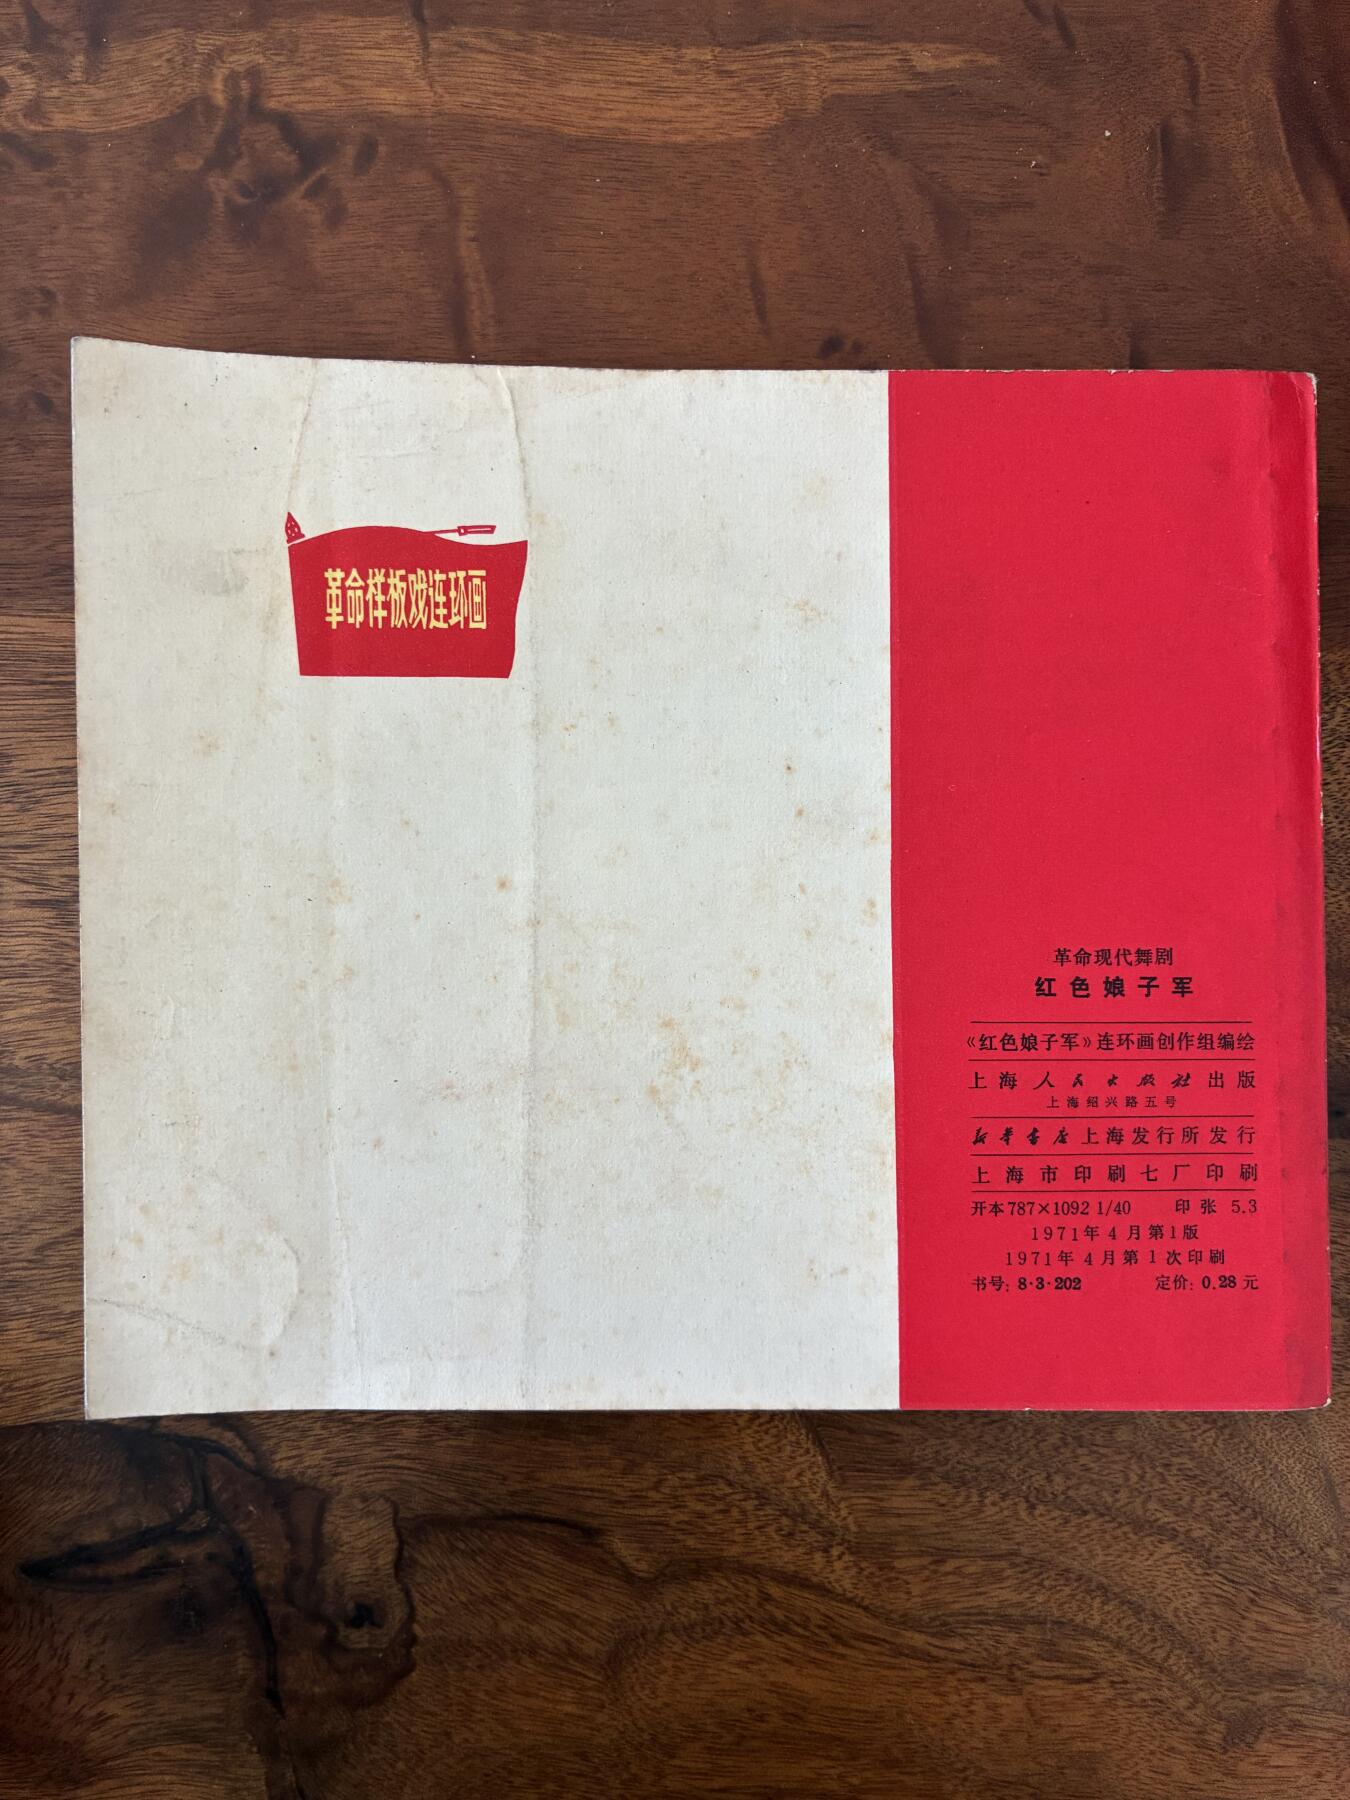 革命样板戏连环画
革命现代舞剧
红色娘子军
《红色娘子军》连环画创作组编绘
上海人民出版社出版
上海绍兴路五号
新华书店上海发行所发行
上海市印刷七厂印刷
开本787×1092 1/40 印张 5.3
1971年4月第1版
1971年4月第1次印刷
书号: 8·3·202 定价: 0.28元